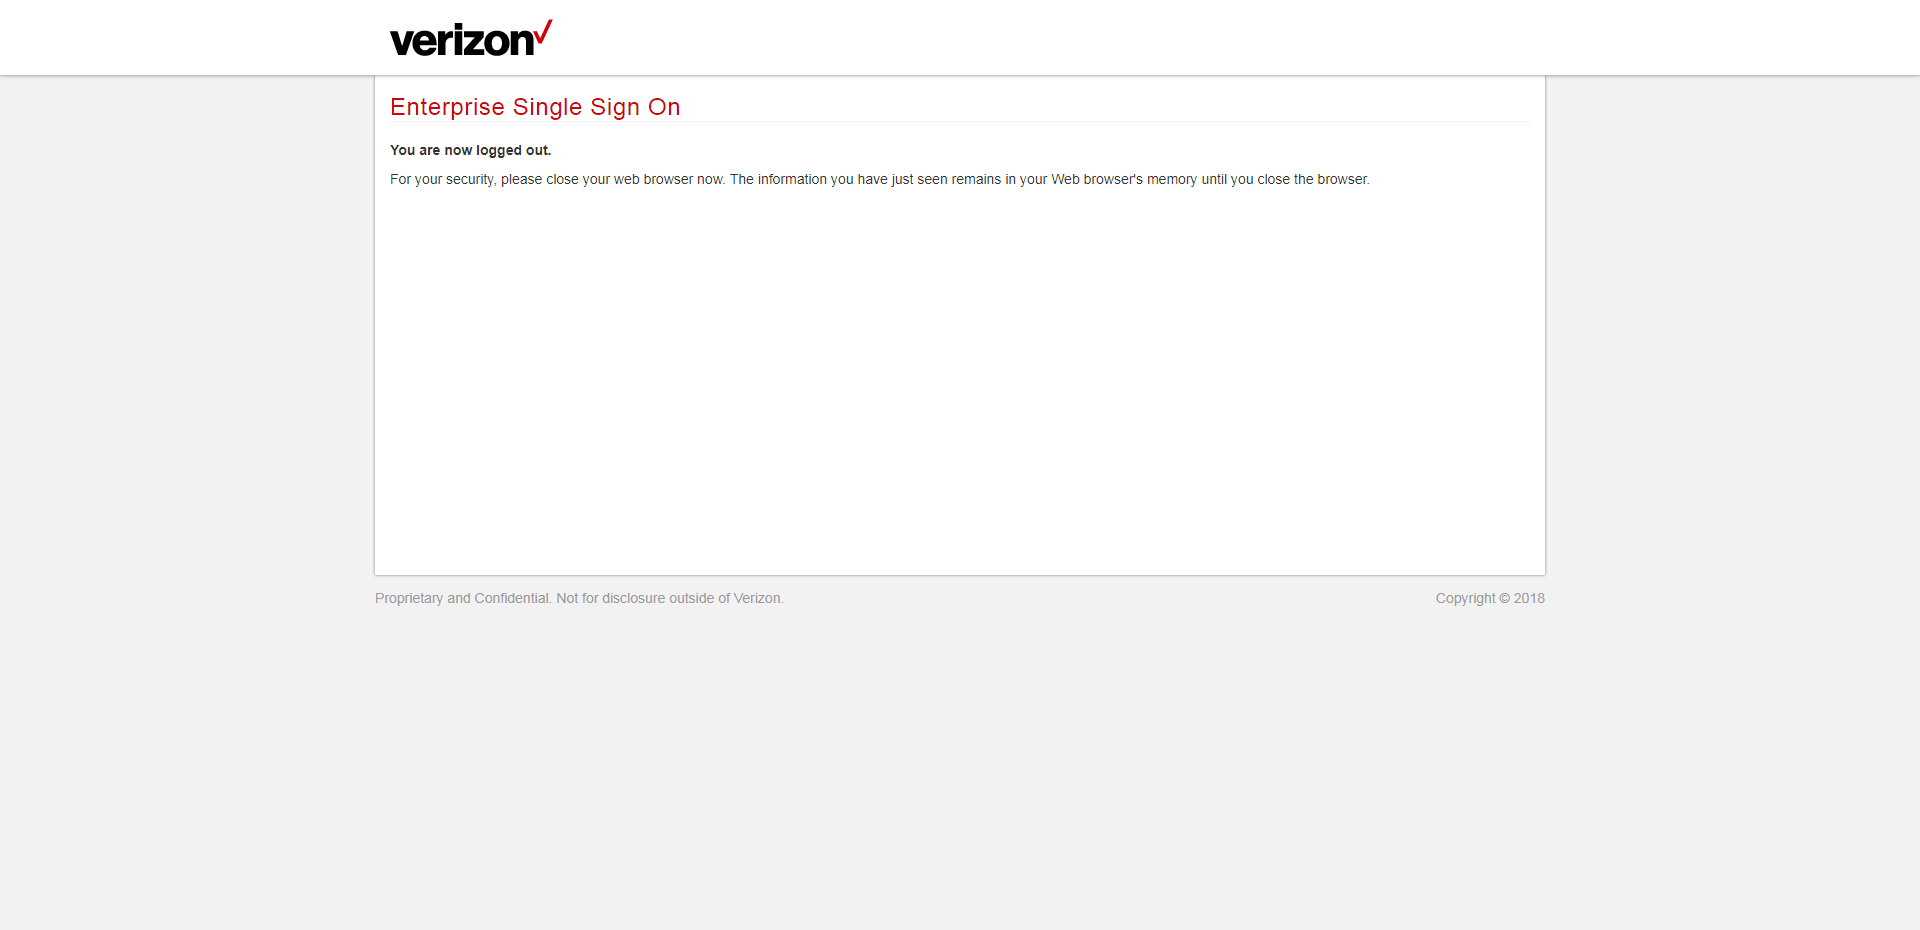 verizon
Enterprise Single Sign On
You are now logged out.
For your security, please close your web browser now. The information you have just seen remains in your Web browser's memory until you close the browser.
Proprietary and Confidential. Not for disclosure outside of Verizon.
Copyright © 2018